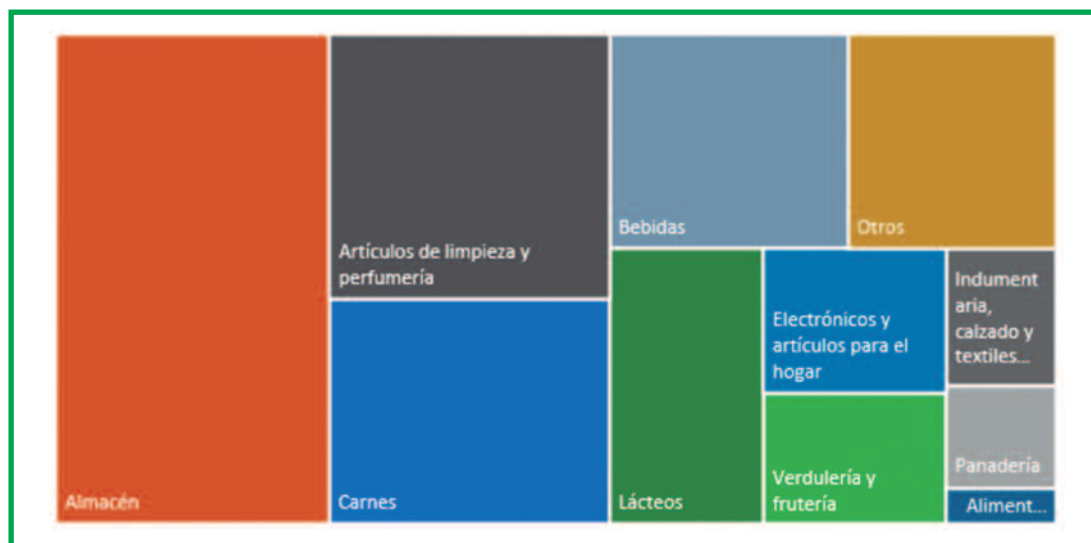 Almacén
Artículos de limpieza y
perfumería
Carnes
Bebidas
Otros
Lácteos
Electrónicos y
artículos para el
hogar
Verdulería y
frutería
Indument
aria,
calzado y
textiles...
Panadería
Aliment...